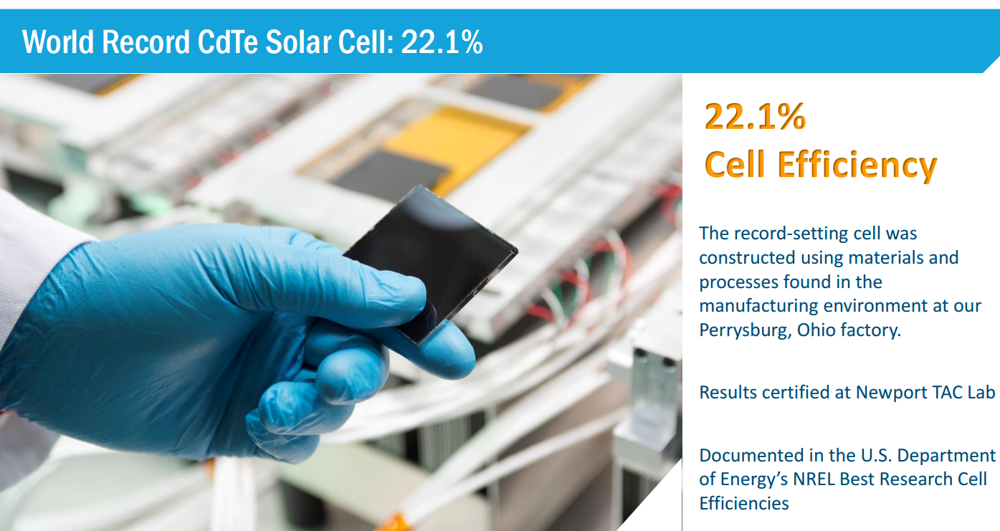 World Record CdTe Solar Cell: 22.1%
22.1%
Cell Efficiency
The record-setting cell was
constructed using materials and
processes found in the
manufacturing environment at our
Perrysburg, Ohio factory.
Results certified at Newport TAC Lab
Documented in the U.S. Department
of Energy’s NREL Best Research Cell
Efficiencies